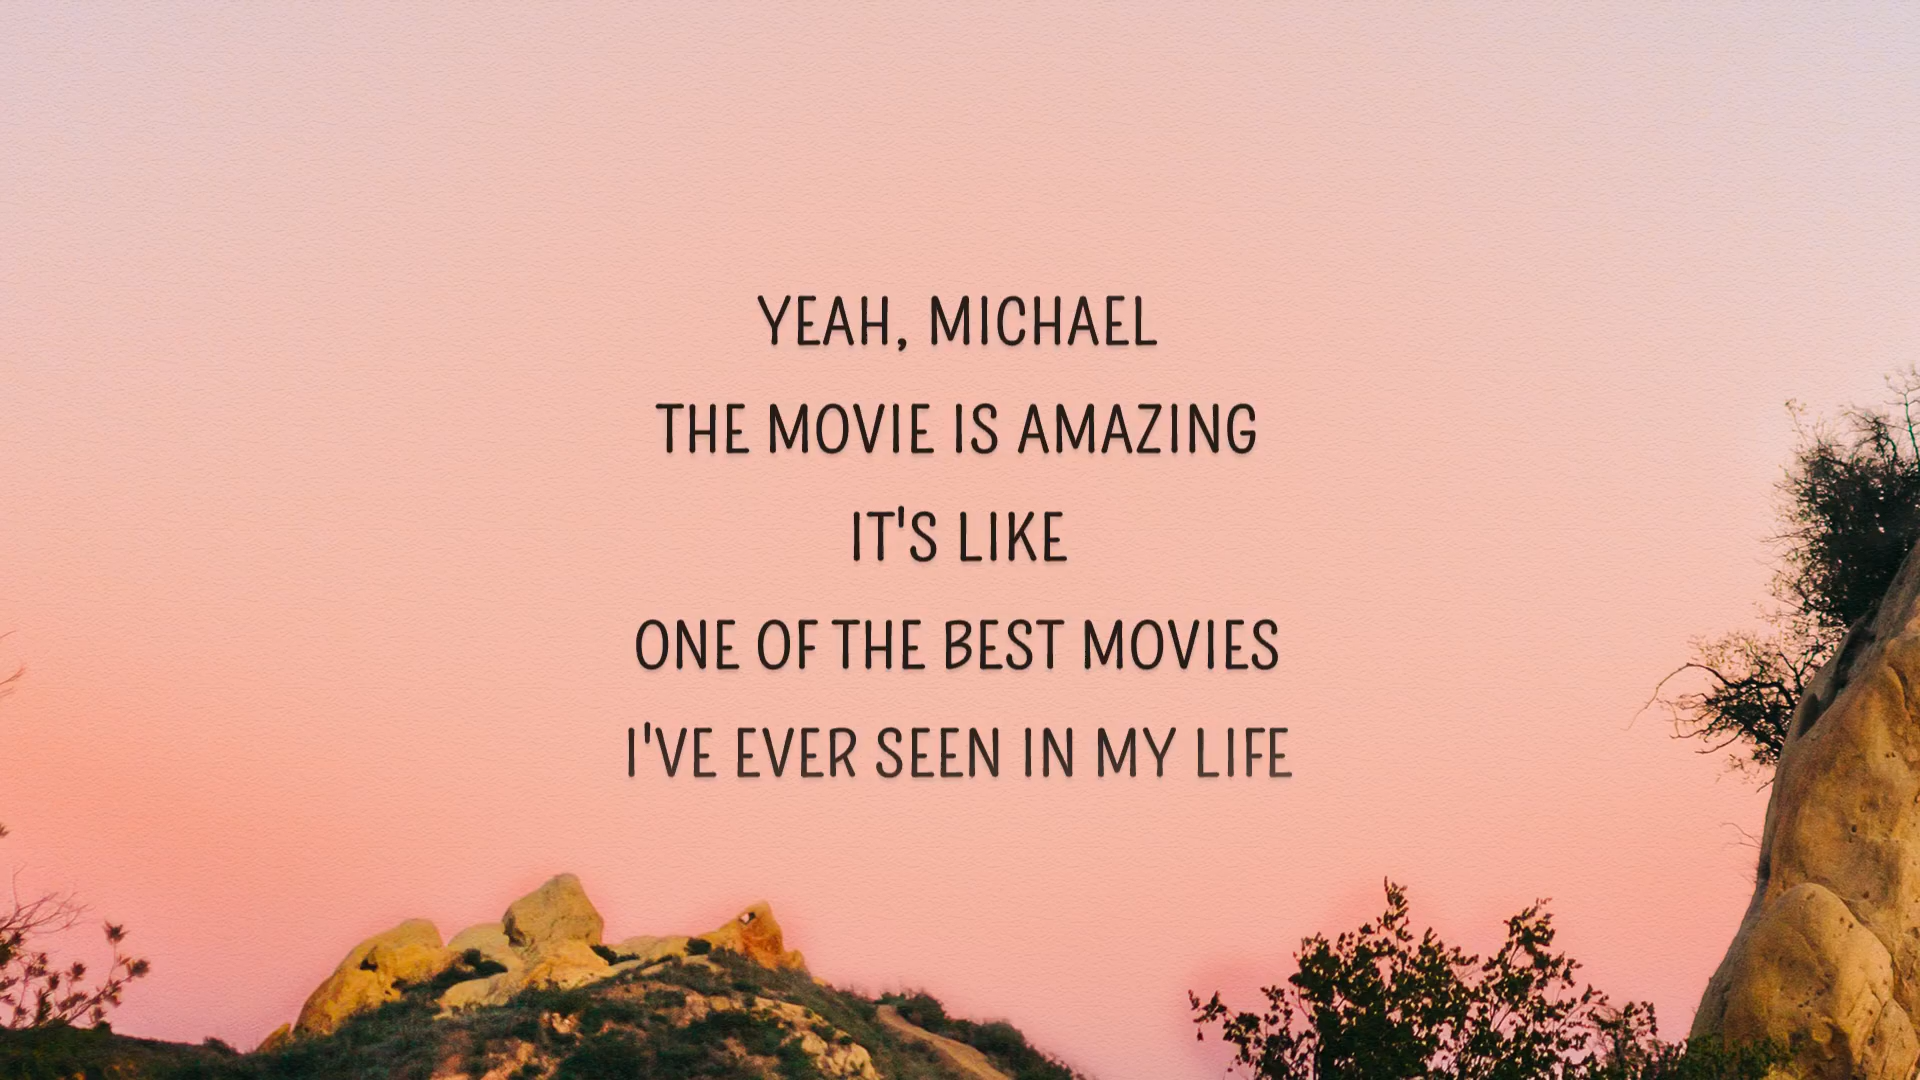 YEAH, MICHAEL
THE MOVIE IS AMAZING
IT'S LIKE
ONE OF THE BEST MOVIES
I'VE EVER SEEN IN MY LIFE